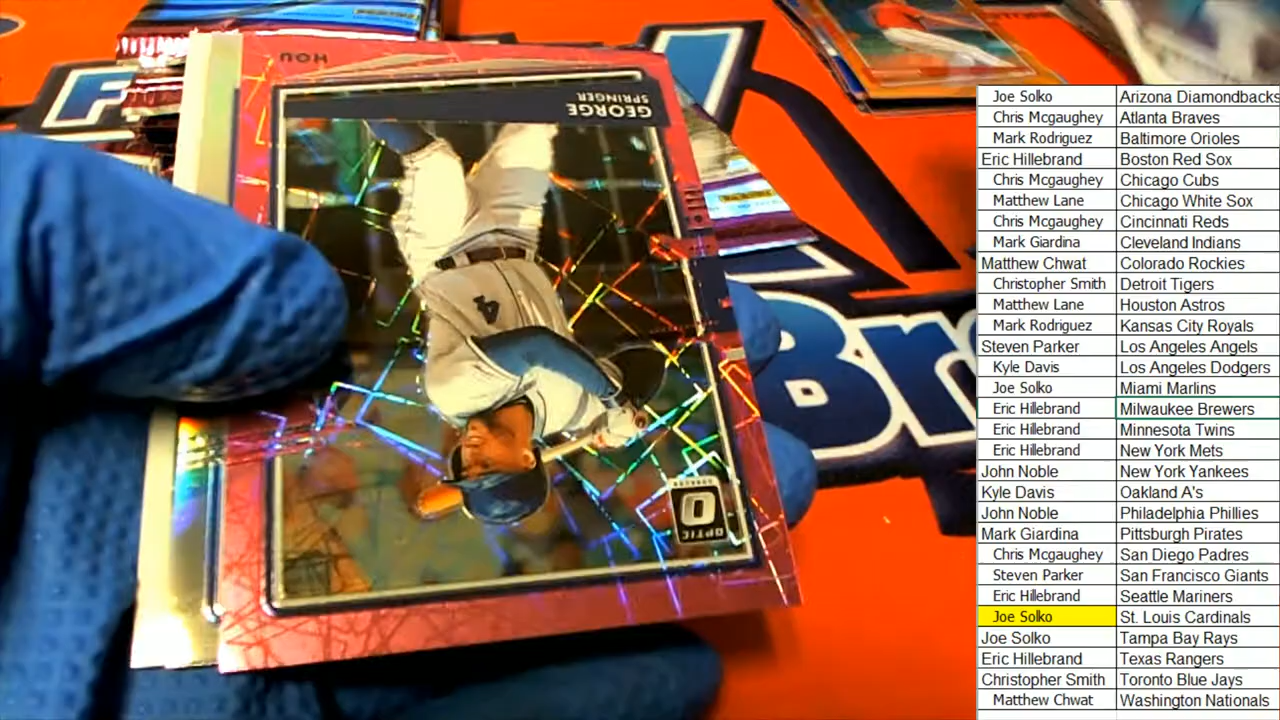 HOU
GEORGE
SPRINGER
4
O
OPTIC
F
Br
Joe Solko Arizona Diamondbacks
Chris Mcgaughey Atlanta Braves
Mark Rodriguez Baltimore Orioles
Eric Hillebrand Boston Red Sox
Chris Mcgaughey Chicago Cubs
Matthew Lane Chicago White Sox
Chris Mcgaughey Cincinnati Reds
Mark Giardina Cleveland Indians
Matthew Chwat Colorado Rockies
Christopher Smith Detroit Tigers
Matthew Lane Houston Astros
Mark Rodriguez Kansas City Royals
Steven Parker Los Angeles Angels
Kyle Davis Los Angeles Dodgers
Joe Solko Miami Marlins
Eric Hillebrand Milwaukee Brewers
Eric Hillebrand Minnesota Twins
Eric Hillebrand New York Mets
John Noble New York Yankees
Kyle Davis Oakland A's
John Noble Philadelphia Phillies
Mark Giardina Pittsburgh Pirates
Chris Mcgaughey San Diego Padres
Steven Parker San Francisco Giants
Eric Hillebrand Seattle Mariners
Joe Solko St. Louis Cardinals
Joe Solko Tampa Bay Rays
Eric Hillebrand Texas Rangers
Christopher Smith Toronto Blue Jays
Matthew Chwat Washington Nationals